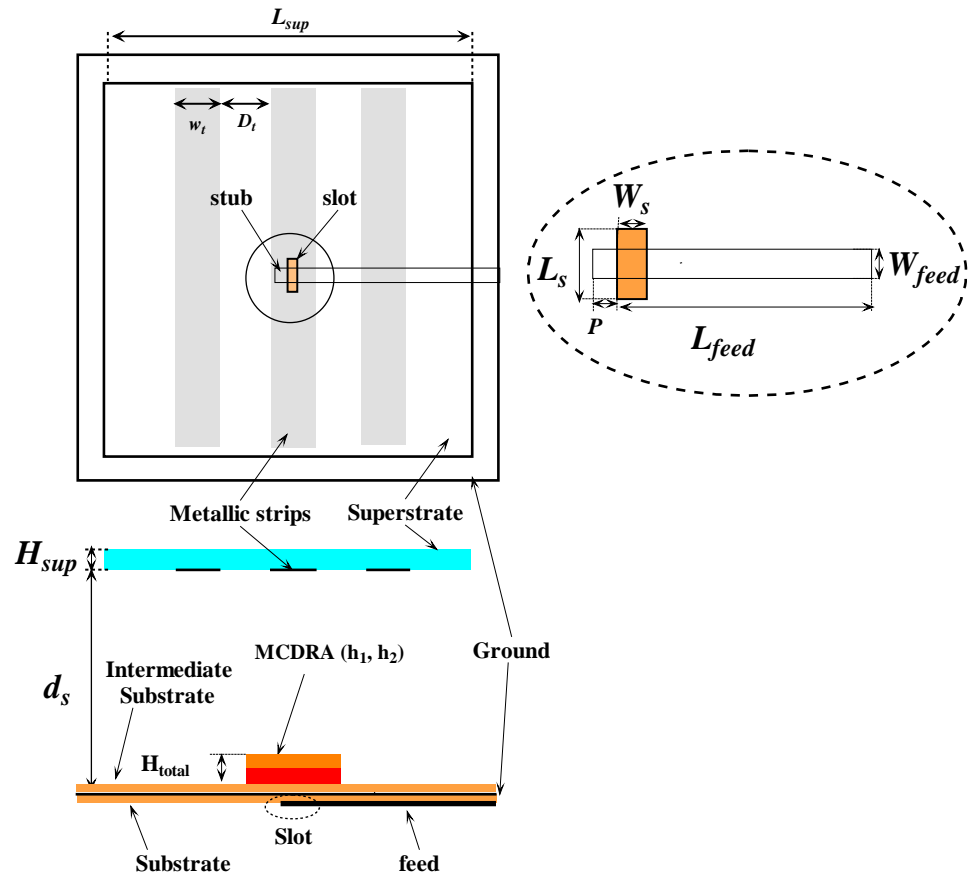 L_sup
w_t
D_t
stub
slot
W_s
L_s
W_feed
P
L_feed
Metallic strips
Superstrate
H_sup
MCDRA (h_1, h_2)
Ground
Intermediate
Substrate
d_s
H_total
Slot
Substrate
feed